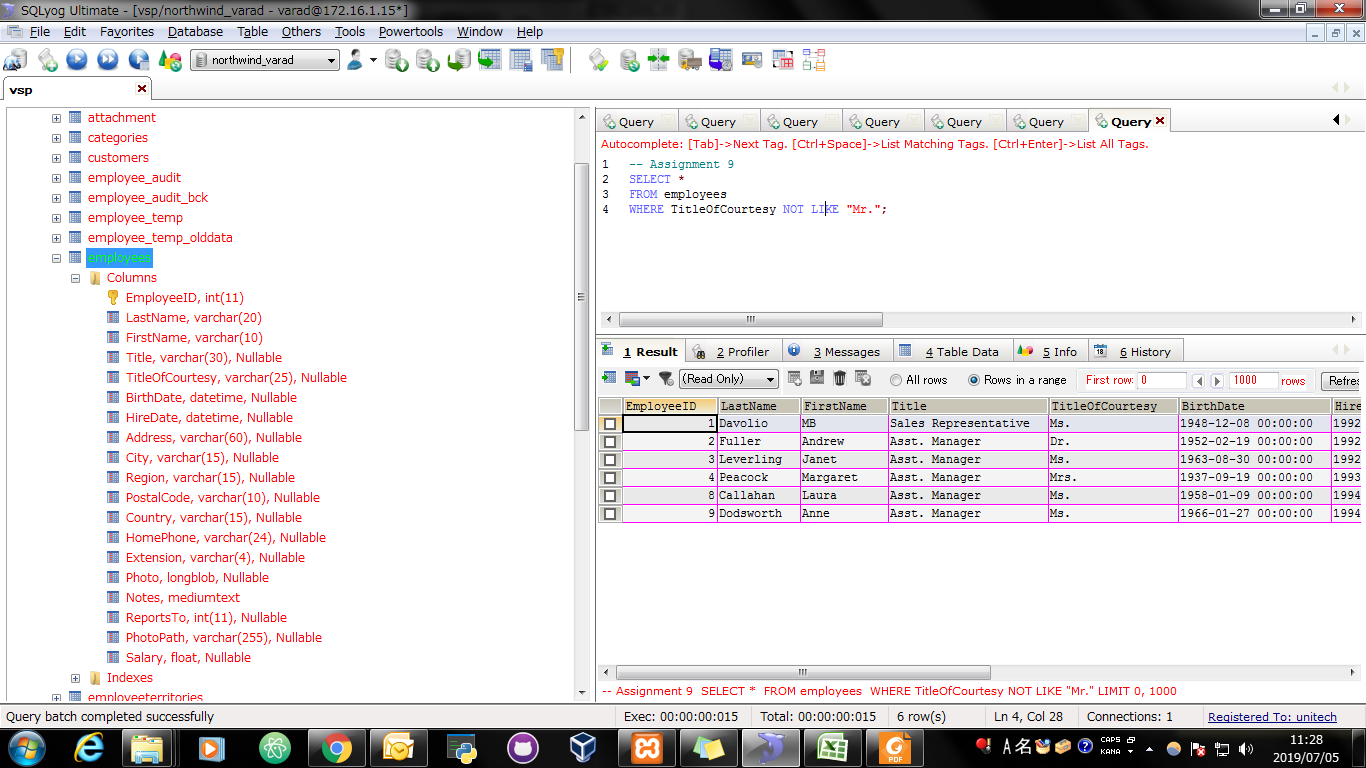 SQLyog Ultimate - [vsp/northwind_varad - varad@172.16.1.15*]
File Edit Favorites Database Table Others Tools Powertools Window Help
northwind_varad
vsp
attachment
categories
customers
employee_audit
employee_audit_bck
employee_temp
employee_temp_olddata
employees
Columns
EmployeeID, int(11)
LastName, varchar(20)
FirstName, varchar(10)
Title, varchar(30), Nullable
TitleOfCourtesy, varchar(25), Nullable
BirthDate, datetime, Nullable
HireDate, datetime, Nullable
Address, varchar(60), Nullable
City, varchar(15), Nullable
Region, varchar(15), Nullable
PostalCode, varchar(10), Nullable
Country, varchar(15), Nullable
HomePhone, varchar(24), Nullable
Extension, varchar(4), Nullable
Photo, longblob, Nullable
Notes, mediumtext
ReportsTo, int(11), Nullable
PhotoPath, varchar(255), Nullable
Salary, float, Nullable
Indexes
employeeterritories
Query Query Query Query Query Query Query
Autocomplete: [Tab]->Next Tag. [Ctrl+Space]->List Matching Tags. [Ctrl+Enter]->List All Tags.
1 -- Assignment 9
2 SELECT *
3 FROM employees
4 WHERE TitleOfCourtesy NOT LIKE "Mr.";
1 Result 2 Profiler 3 Messages 4 Table Data 5 Info 18 6 History
(Read Only) All rows Rows in a range First row: 0 1000 rows Refres
EmployeeID LastName FirstName Title TitleOfCourtesy BirthDate Hire
1 Davolio MB Sales Representative Ms. 1948-12-08 00:00:00 1992
2 Fuller Andrew Asst. Manager Dr. 1952-02-19 00:00:00 1992
3 Leverling Janet Asst. Manager Ms. 1963-08-30 00:00:00 1992
4 Peacock Margaret Asst. Manager Mrs. 1937-09-19 00:00:00 1993
8 Callahan Laura Asst. Manager Ms. 1958-01-09 00:00:00 1994
9 Dodsworth Anne Asst. Manager Ms. 1966-01-27 00:00:00 1994
-- Assignment 9 SELECT * FROM employees WHERE TitleOfCourtesy NOT LIKE "Mr." LIMIT 0, 1000
Query batch completed successfully Exec: 00:00:00:015 Total: 00:00:00:015 6 row(s) Ln 4, Col 28 Connections: 1 Registered To: unitech
PDF
A 名 CAPS KANA
11:28
2019/07/05